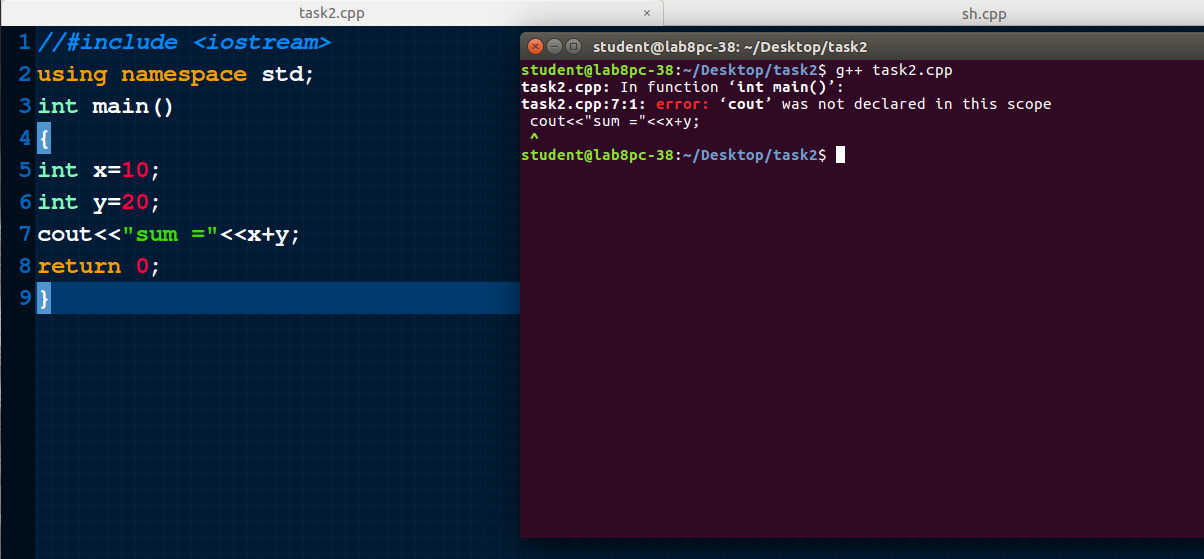 task2.cpp ×
sh.cpp
1 //#include <iostream>
2 using namespace std;
3 int main()
4 {
5 int x=10;
6 int y=20;
7 cout<<"sum ="<<x+y;
8 return 0;
9 }
student@lab8pc-38: ~/Desktop/task2
student@lab8pc-38:~/Desktop/task2$ g++ task2.cpp
task2.cpp: In function ‘int main()’:
task2.cpp:7:1: error: ‘cout’ was not declared in this scope
 cout<<"sum ="<<x+y;
 ^
student@lab8pc-38:~/Desktop/task2$